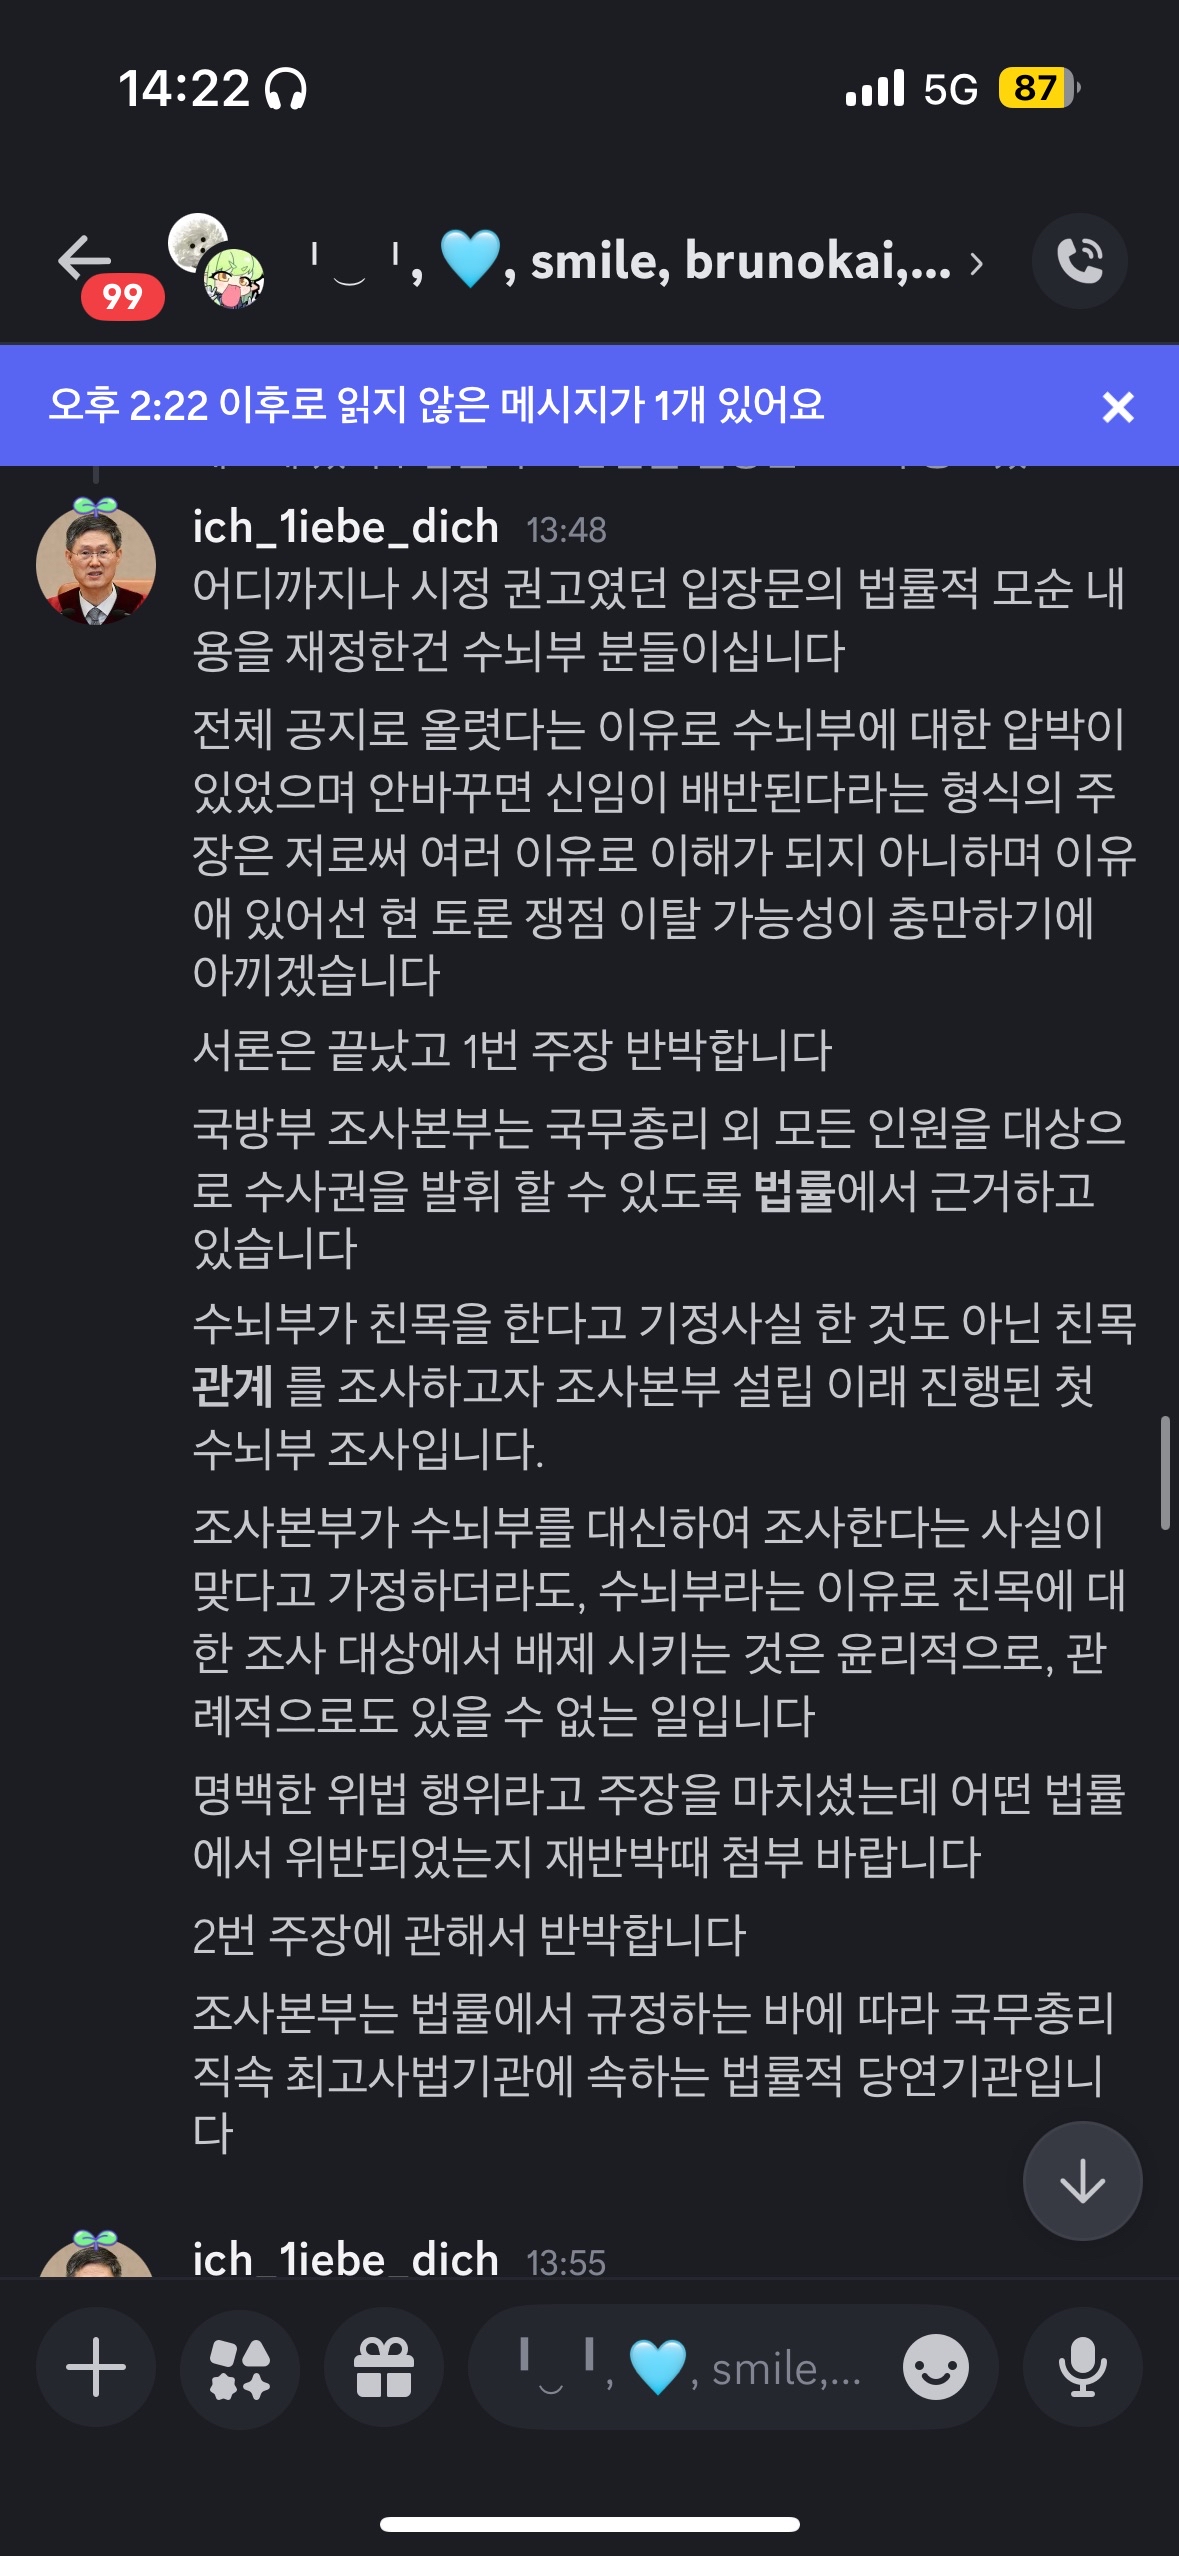 14:22
5G
87
99
╵‿╵, 🩵, smile, brunokai,... ›
오후 2:22 이후로 읽지 않은 메시지가 1개 있어요
ich_1iebe_dich 13:48
어디까지나 시정 권고였던 입장문의 법률적 모순 내
용을 재정한건 수뇌부 분들이십니다
전체 공지로 올렷다는 이유로 수뇌부에 대한 압박이
있었으며 안바꾸면 신임이 배반된다라는 형식의 주
장은 저로써 여러 이유로 이해가 되지 아니하며 이유
애 있어선 현 토론 쟁점 이탈 가능성이 충만하기에
아끼겠습니다
서론은 끝났고 1번 주장 반박합니다
국방부 조사본부는 국무총리 외 모든 인원을 대상으
로 수사권을 발휘 할 수 있도록 법률에서 근거하고
있습니다
수뇌부가 친목을 한다고 기정사실 한 것도 아닌 친목
관계 를 조사하고자 조사본부 설립 이래 진행된 첫
수뇌부 조사입니다.
조사본부가 수뇌부를 대신하여 조사한다는 사실이
맞다고 가정하더라도, 수뇌부라는 이유로 친목에 대
한 조사 대상에서 배제 시키는 것은 윤리적으로, 관
례적으로도 있을 수 없는 일입니다
명백한 위법 행위라고 주장을 마치셨는데 어떤 법률
에서 위반되었는지 재반박때 첨부 바랍니다
2번 주장에 관해서 반박합니다
조사본부는 법률에서 규정하는 바에 따라 국무총리
직속 최고사법기관에 속하는 법률적 당연기관입니
다
ich_1iebe_dich 13:55
╹‿╹, 🩵, smile,...